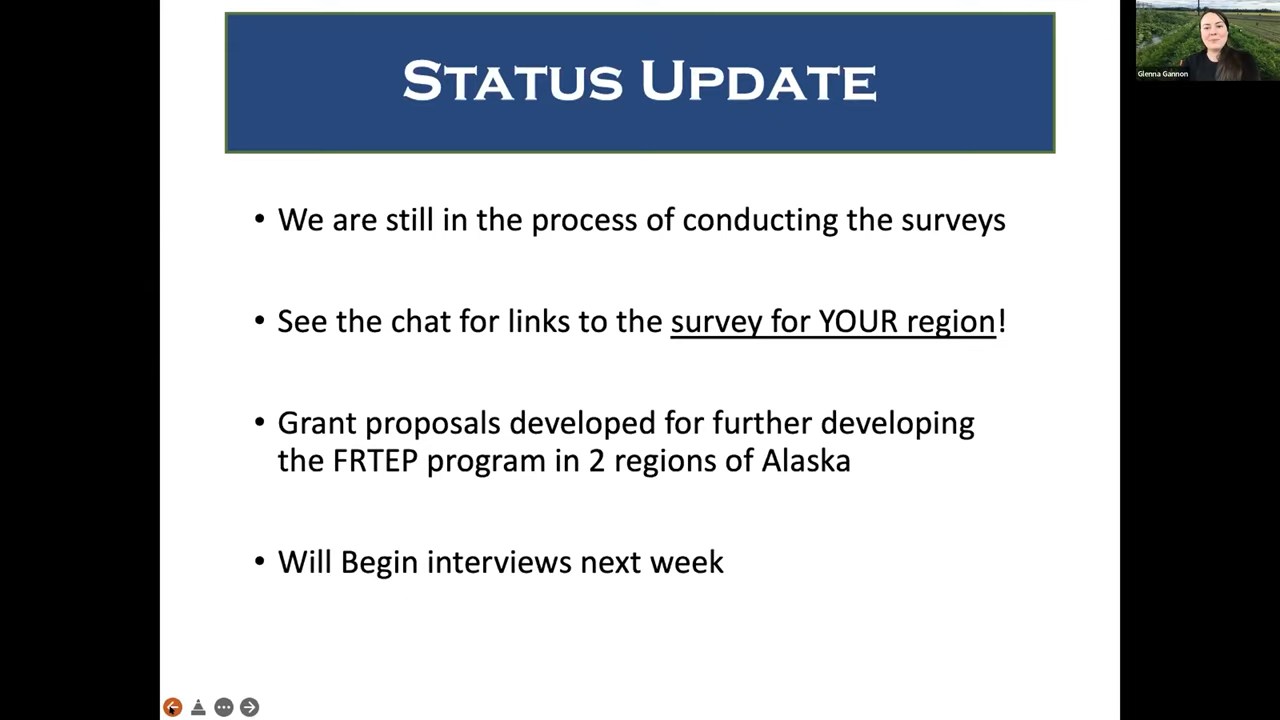 STATUS UPDATE
Glenna Gannon
• We are still in the process of conducting the surveys
• See the chat for links to the survey for YOUR region!
• Grant proposals developed for further developing
the FRTEP program in 2 regions of Alaska
• Will Begin interviews next week